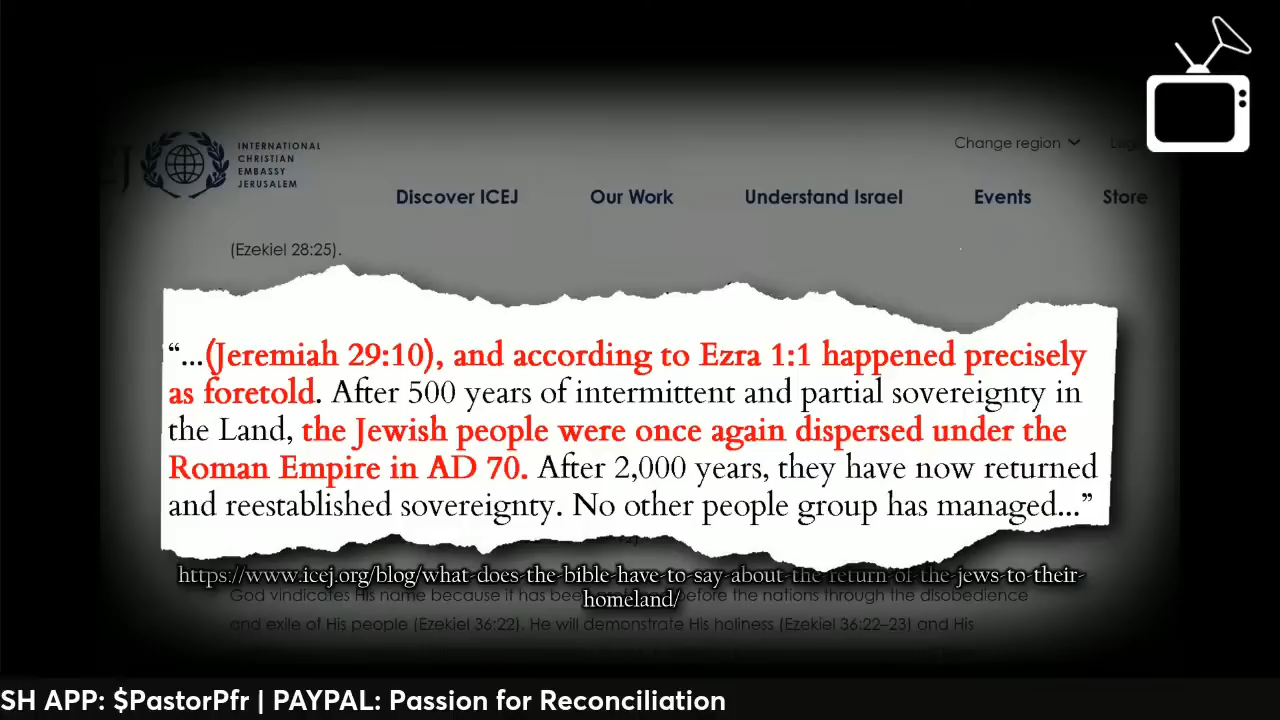 INTERNATIONAL
CHRISTIAN
EMBASSY
JERUSALEM
Change region
Discover ICEJ Our Work Understand Israel Events Store
(Ezekiel 28:25).
“...(Jeremiah 29:10), and according to Ezra 1:1 happened precisely
as foretold. After 500 years of intermittent and partial sovereignty in
the Land, the Jewish people were once again dispersed under the
Roman Empire in AD 70. After 2,000 years, they have now returned
and reestablished sovereignty. No other people group has managed...”
https://www.icej.org/blog/what-does-the-bible-have-to-say-about-the-return-of-the-jews-to-their-
homeland/
God vindicates His name because it has before the nations through the disobedience
and exile of His people (Ezekiel 36:22). He will demonstrate His holiness (Ezekiel 36:22–23) and His
SH APP: $PastorPfr | PAYPAL: Passion for Reconciliation